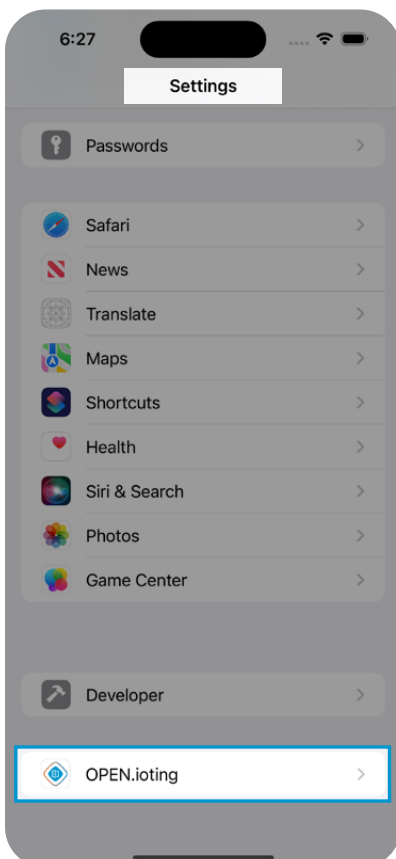 6:27
Settings
Passwords
Safari
News
Translate
Maps
Shortcuts
Health
Siri & Search
Photos
Game Center
Developer
OPEN.ioting